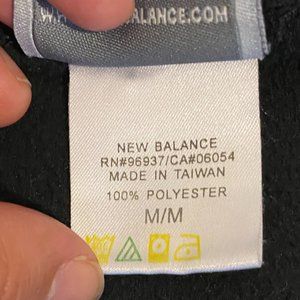 BALANCE.COM
NEW BALANCE
RN#96937/CA#06054
MADE IN TAIWAN
100% POLYESTER
M/M